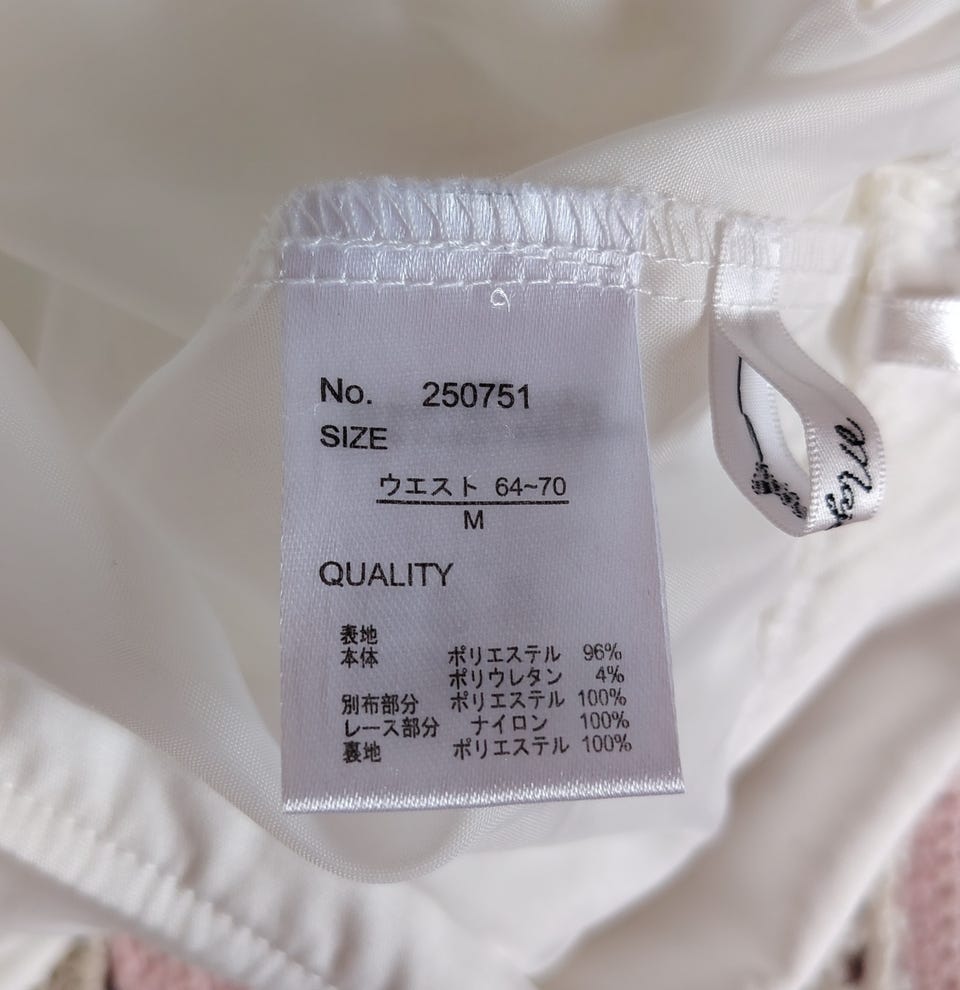 No. 250751
SIZE
ウエスト 64~70
M
QUALITY
表地
本体 ポリエステル 96%
ポリウレタン 4%
別布部分 ポリエステル 100%
レース部分 ナイロン 100%
裏地 ポリエステル 100%